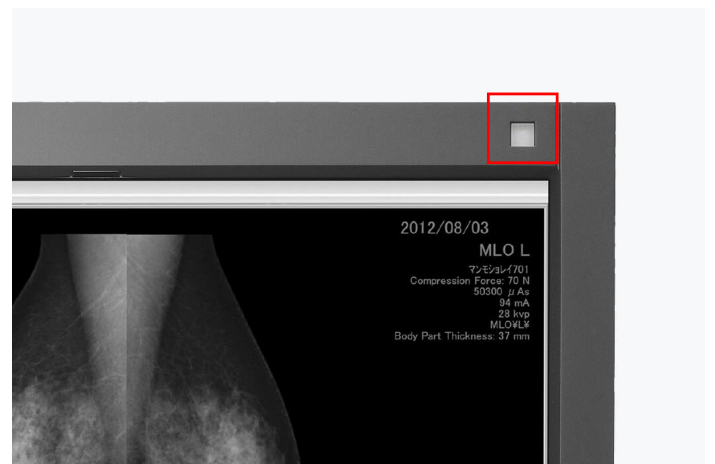 2012/08/03
MLO L
マンモショレイ701
Compression Force: 70 N
50300 μAs
94 mA
28 kvp
MLO¥L¥
Body Part Thickness: 37 mm